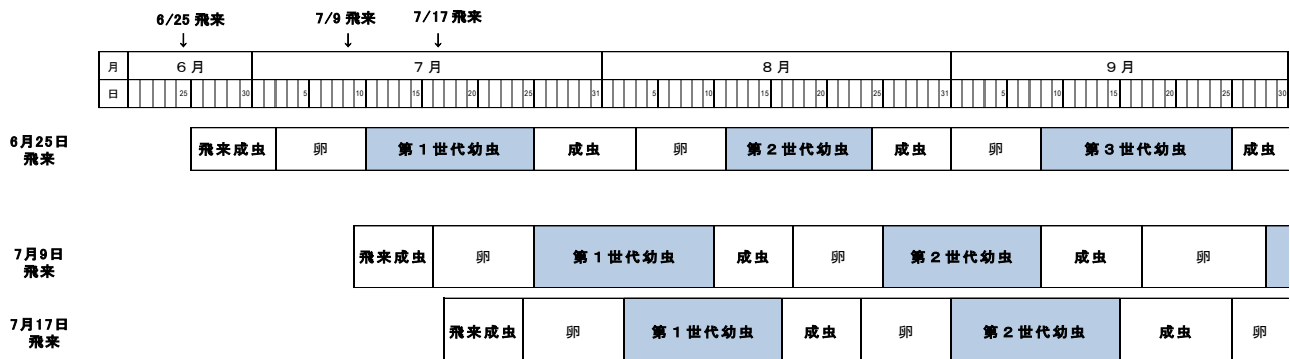 6/25 飛来 7/9 飛来 7/17 飛来
↓ ↓ ↓
月 6月 7月 8月 9月
日 25 30 5 10 15 20 25 31 5 10 15 20 25 31 5 10 15 20 25 30
6月25日
飛来
飛来成虫 卵 第1世代幼虫 成虫 卵 第2世代幼虫 成虫 卵 第3世代幼虫 成虫
7月9日
飛来
飛来成虫 卵 第1世代幼虫 成虫 卵 第2世代幼虫 成虫 卵
7月17日
飛来
飛来成虫 卵 第1世代幼虫 成虫 卵 第2世代幼虫 成虫 卵